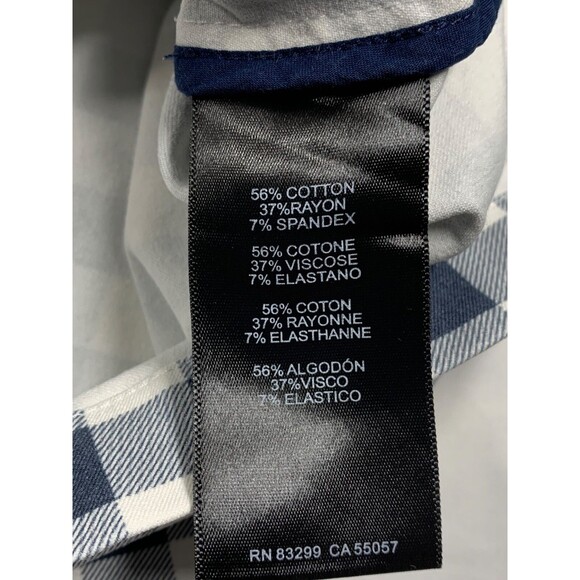 56% COTTON
37%RAYON
7% SPANDEX
56% COTONE
37% VISCOSE
7% ELASTANO
56% COTON
37% RAYONNE
7% ELASTHANNE
56% ALGODÓN
37%VISCO
7% ELASTICO
RN 83299 CA 55057